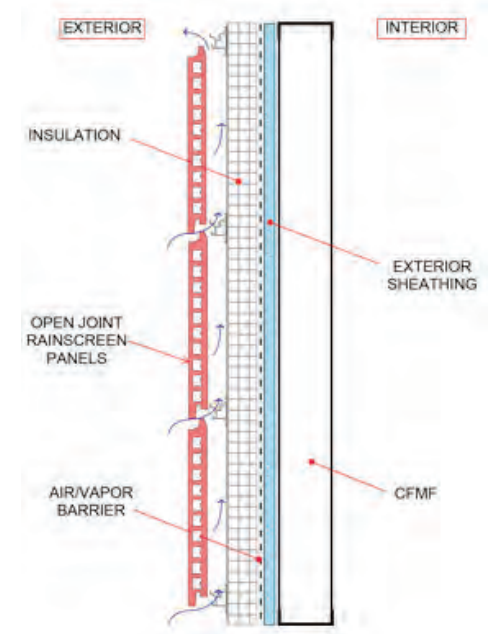 EXTERIOR
INTERIOR
INSULATION
EXTERIOR
SHEATHING
OPEN JOINT
RAINSCREEN
PANELS
AIR/VAPOR
BARRIER
CFMF